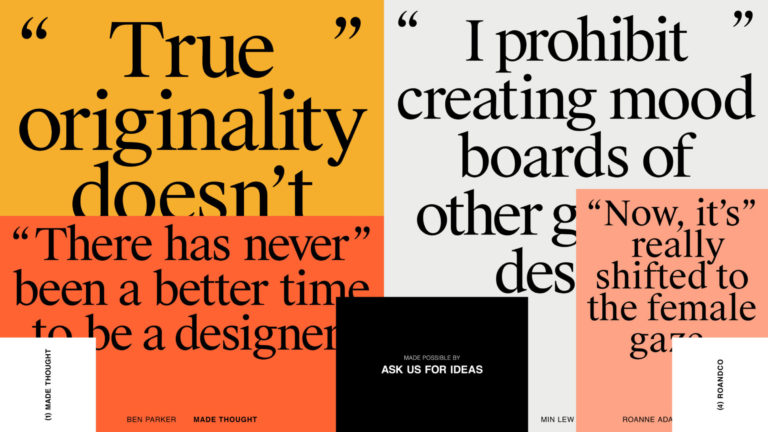 “ True ”
originality
doesn’t
“ I prohibit ”
creating mood
boards of
other g
des
“There has never”
been a better time
to be a designer
“Now, it’s”
really
shifted to
the female
gaze
MADE POSSIBLE BY
ASK US FOR IDEAS
(1) MADE THOUGHT
BEN PARKER MADE THOUGHT
MIN LEW
ROANNE ADA
(4) ROANDCO